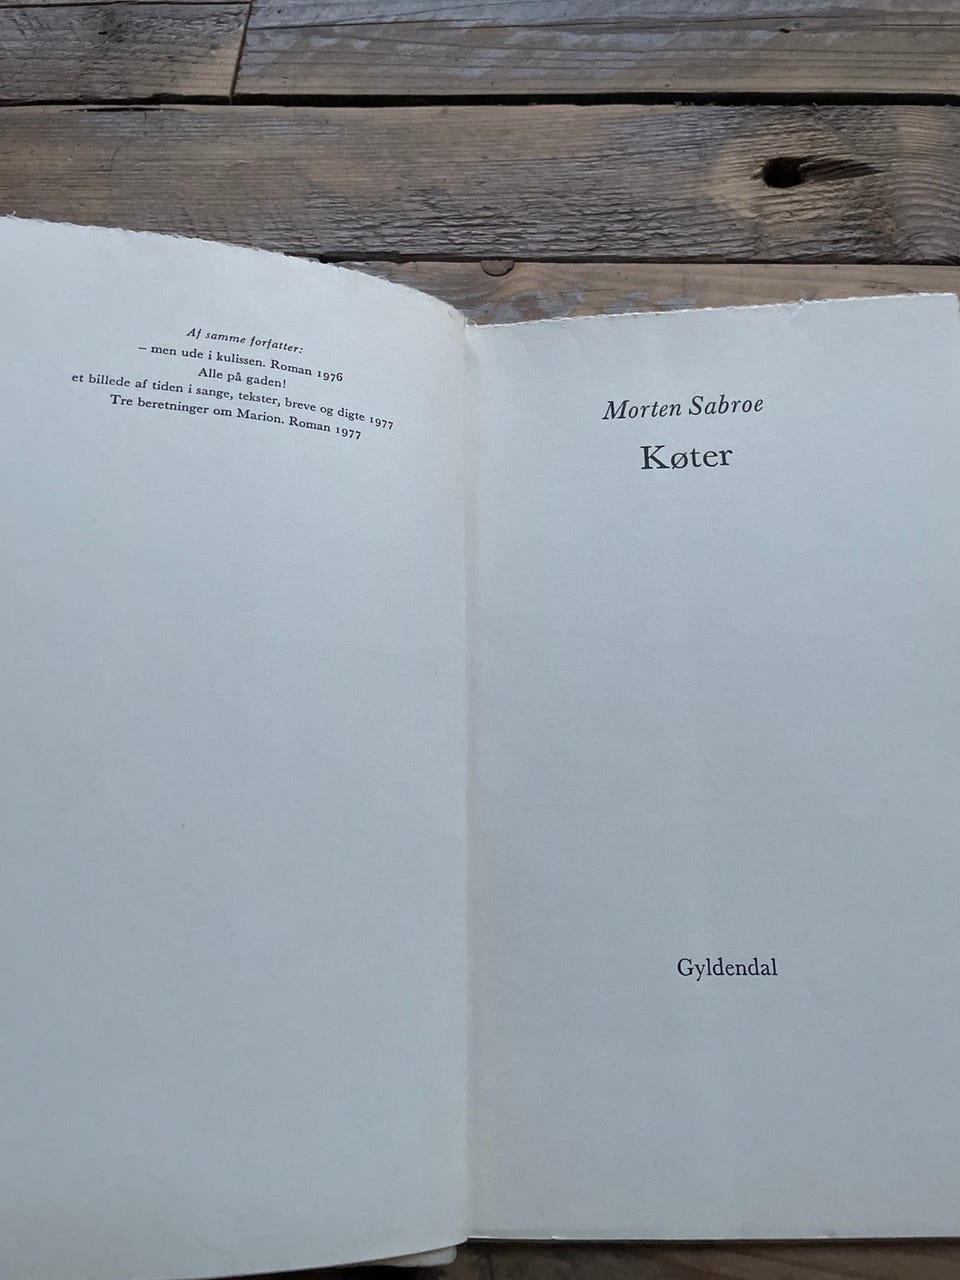 Af samme forfatter:
– men ude i kulissen. Roman 1976
Alle på gaden!
et billede af tiden i sange, tekster, breve og digte 1977
Tre beretninger om Marion. Roman 1977
Morten Sabroe
Køter
Gyldendal